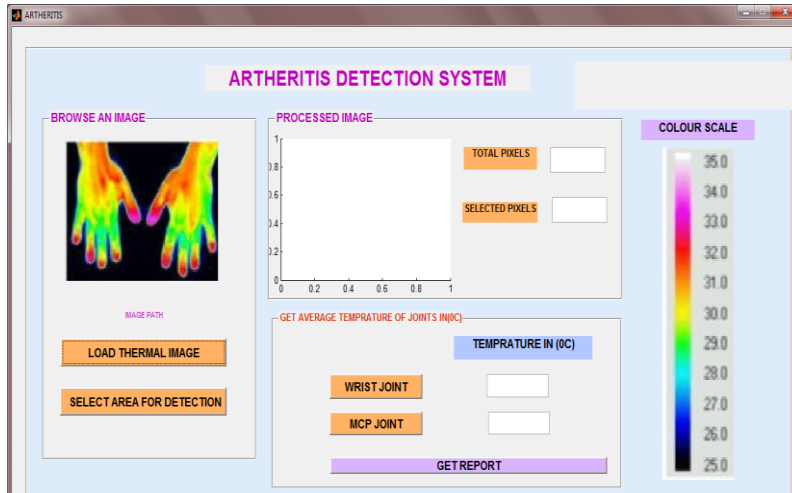 ARTHERITIS
ARTHERITIS DETECTION SYSTEM
BROWSE AN IMAGE
IMAGE PATH
LOAD THERMAL IMAGE
SELECT AREA FOR DETECTION
PROCESSED IMAGE
1
0.8
0.6
0.4
0.2
0
0 0.2 0.4 0.6 0.8 1
TOTAL PIXELS
SELECTED PIXELS
GET AVERAGE TEMPRATURE OF JOINTS IN(0C)
TEMPRATURE IN (0C)
WRIST JOINT
MCP JOINT
GET REPORT
COLOUR SCALE
35.0
34.0
33.0
32.0
31.0
30.0
29.0
28.0
27.0
26.0
25.0